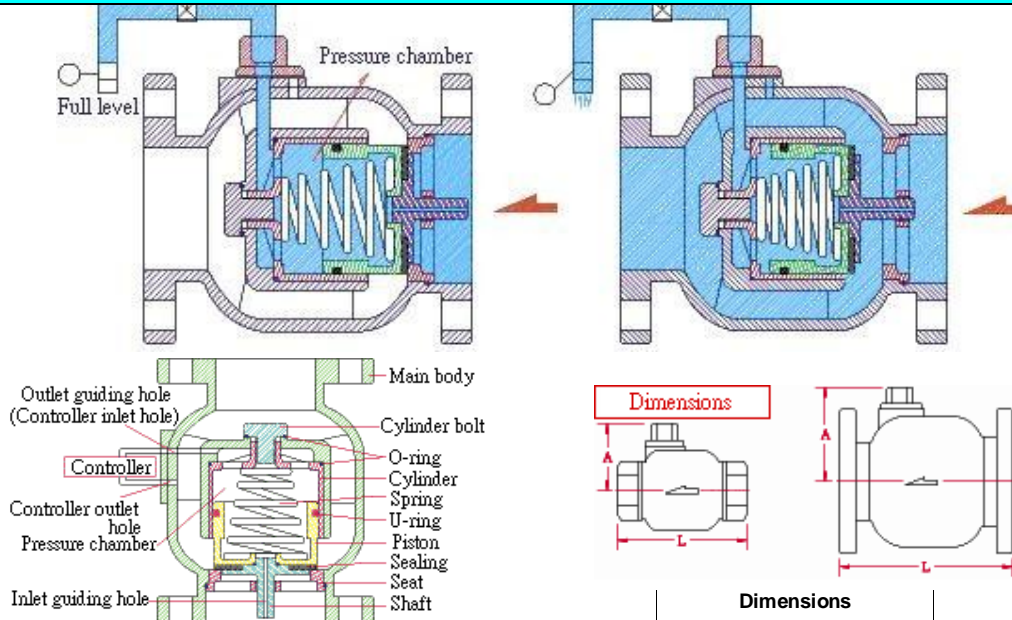 Pressure chamber
Full level
Outlet guiding hole
(Controller inlet hole)
Controller
Controller outlet
hole
Pressure chamber
Inlet guiding hole
Main body
Cylinder bolt
O-ring
Cylinder
Spring
U-ring
Piston
Sealing
Seat
Shaft
Dimensions
A
L
A
L
Dimensions